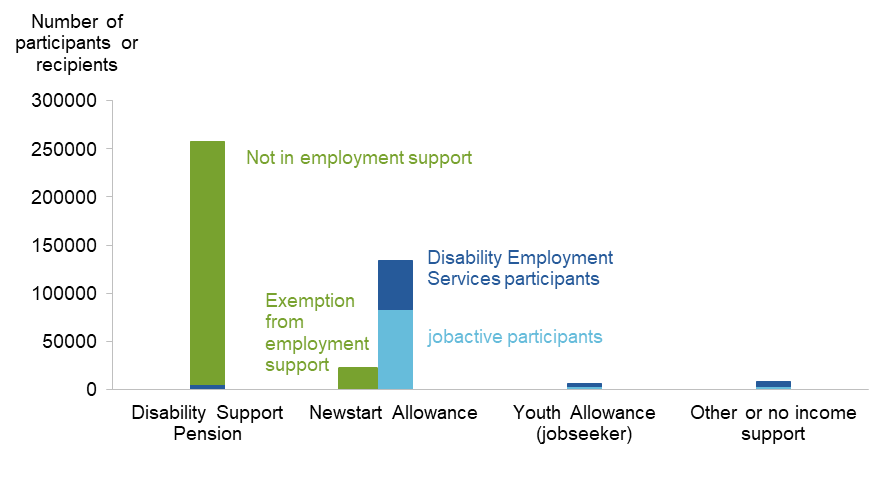 Number of
participants or
recipients
300000
250000
200000
150000
100000
50000
0
Not in employment support
Disability Employment
Services participants
Exemption
from
employment
support
jobactive participants
Disability Support
Pension
Newstart Allowance
Youth Allowance
(jobseeker)
Other or no income
support